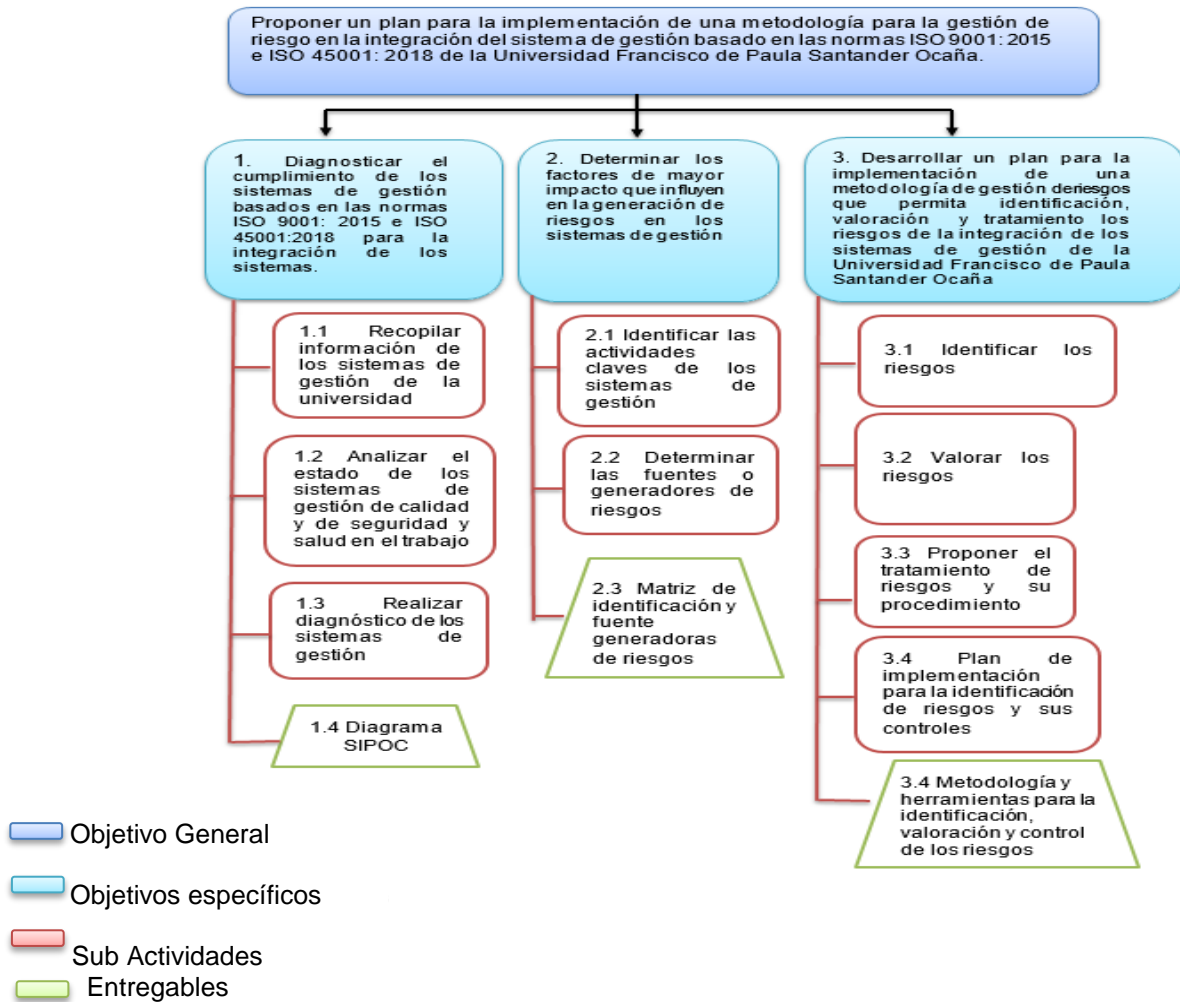 Proponer un plan para la implementación de una metodología para la gestión de
riesgo en la integración del sistema de gestión basado en las normas ISO 9001: 2015
e ISO 45001: 2018 de la Universidad Francisco de Paula Santander Ocaña.
1. Diagnosticar el
cumplimiento de los
sistemas de gestión
basados en las normas
ISO 9001: 2015 e ISO
45001:2018 para la
integración de los
sistemas.
1.1 Recopilar
información de
los sistemas de
gestión de la
universidad
1.2 Analizar el
estado de los
sistemas de
gestión de calidad
y de seguridad y
salud en el trabajo
1.3 Realizar
diagnóstico de los
sistemas de
gestión
1.4 Diagrama
SIPOC
2. Determinar los
factores de mayor
impacto que influyen
en la generación de
riesgos en los
sistemas de gestión
2.1 Identificar las
actividades
claves de los
sistemas de
gestión
2.2 Determinar
las fuentes o
generadores de
riesgos
2.3 Matriz de
identificación y
fuente
generadoras
de riesgos
3. Desarrollar un plan para la
implementación de una
metodología de gestión deriesgos
que permita identificación,
valoración y tratamiento los
riesgos de la integración de los
sistemas de gestión de la
Universidad Francisco de Paula
Santander Ocaña
3.1 Identificar los
riesgos
3.2 Valorar los
riesgos
3.3 Proponer el
tratamiento de
riesgos y su
procedimiento
3.4 Plan de
implementación
para la identificación
de riesgos y sus
controles
3.4 Metodología y
herramientas para la
identificación,
valoración y control
de los riesgos
Objetivo General
Objetivos específicos
Sub Actividades
Entregables